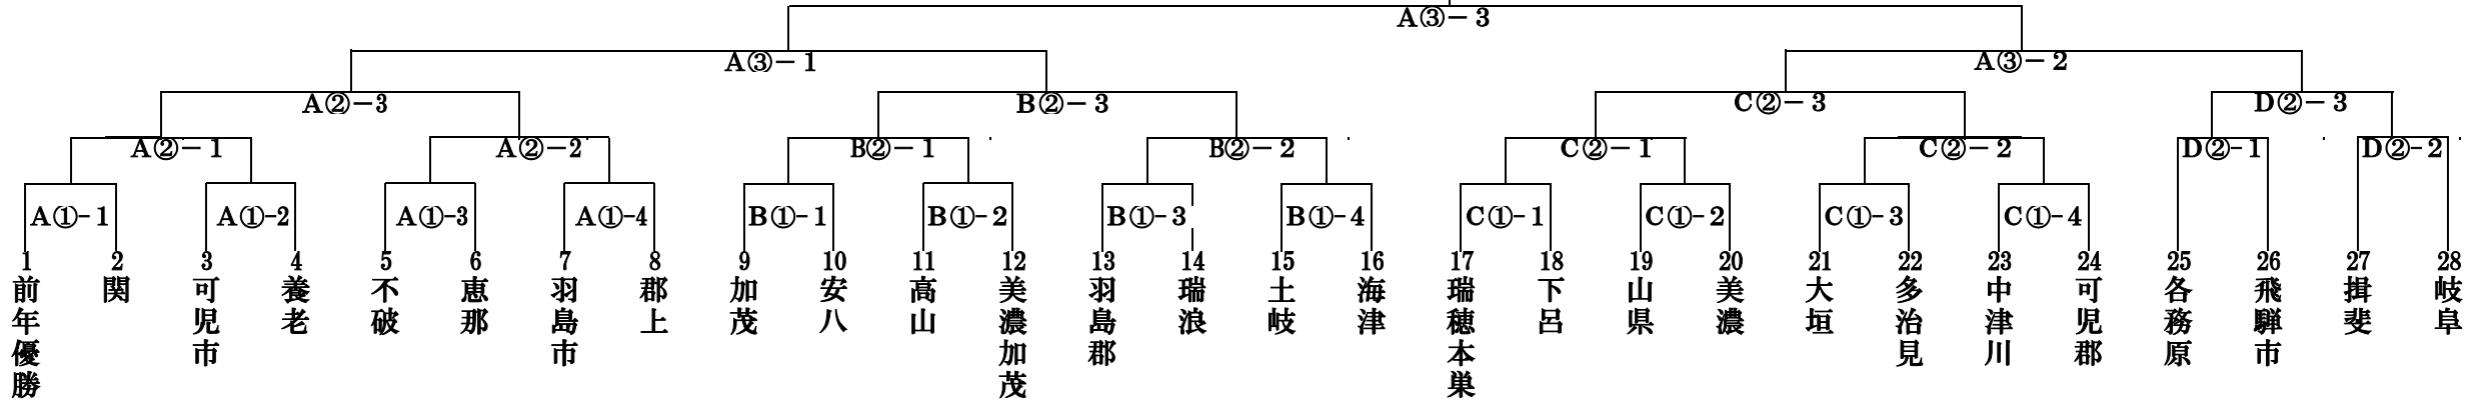 A③－３
A③－１
A③－２
A②－3
B②－３
C②－３
D②－3
A②－１
A②－2
B②－１
B②－２
C②－１
C②－２
D②-1
D②-2
A①-1
A①-2
A①-3
A①-4
B①-1
B①-2
B①-3
B①-4
C①-1
C①-2
C①-3
C①-4
1 前年優勝
2 関
3 可児市
4 養老
5 不破
6 恵那
7 羽島市
8 郡上
9 加茂
10 安八
11 高山
12 美濃加茂
13 羽島郡
14 瑞浪
15 土岐
16 海津
17 瑞穂本巣
18 下呂
19 山県
20 美濃
21 大垣
22 多治見
23 中津川
24 可児郡
25 各務原
26 飛騨市
27 揖斐
28 岐阜